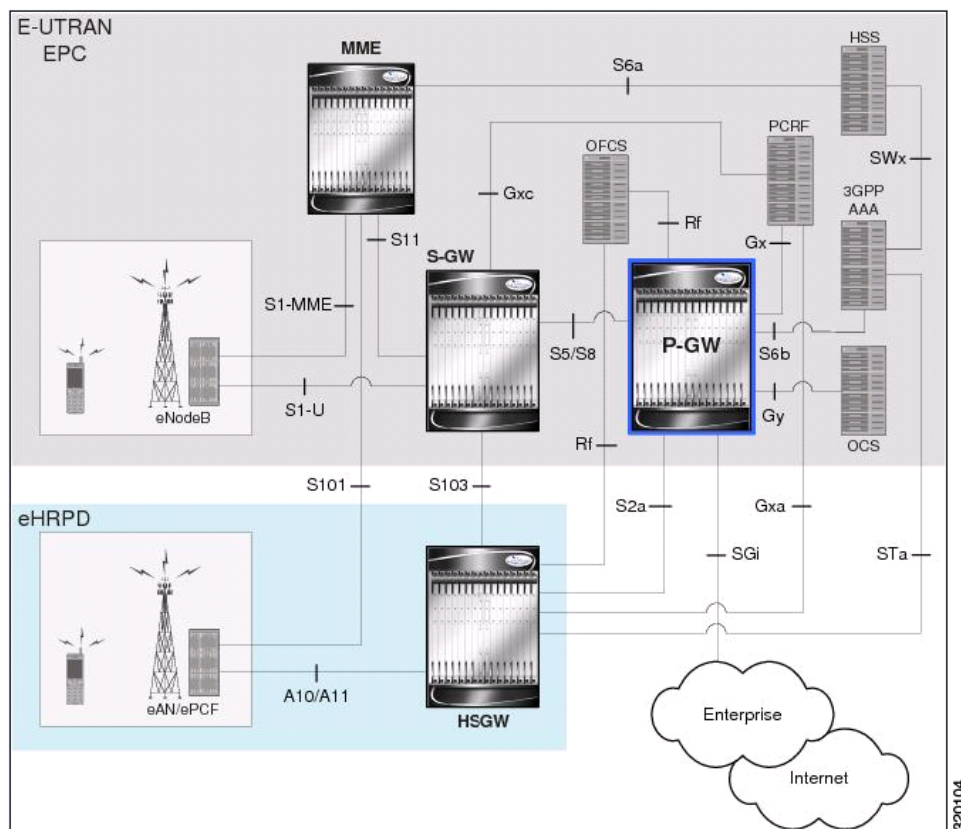 E-UTRAN
EPC
MME
HSS
S6a
PCRF
OFCS
SWx
Gxc
3GPP
AAA
Rf
Gx
S11
S-GW
S1-MME
P-GW
S5/S8
S6b
eNodeB
S1-U
Gy
OCS
Rf
S101
S103
S2a
Gxa
eHRPD
SGi
STa
eAN/ePCF
A10/A11
HSGW
Enterprise
Internet
320104